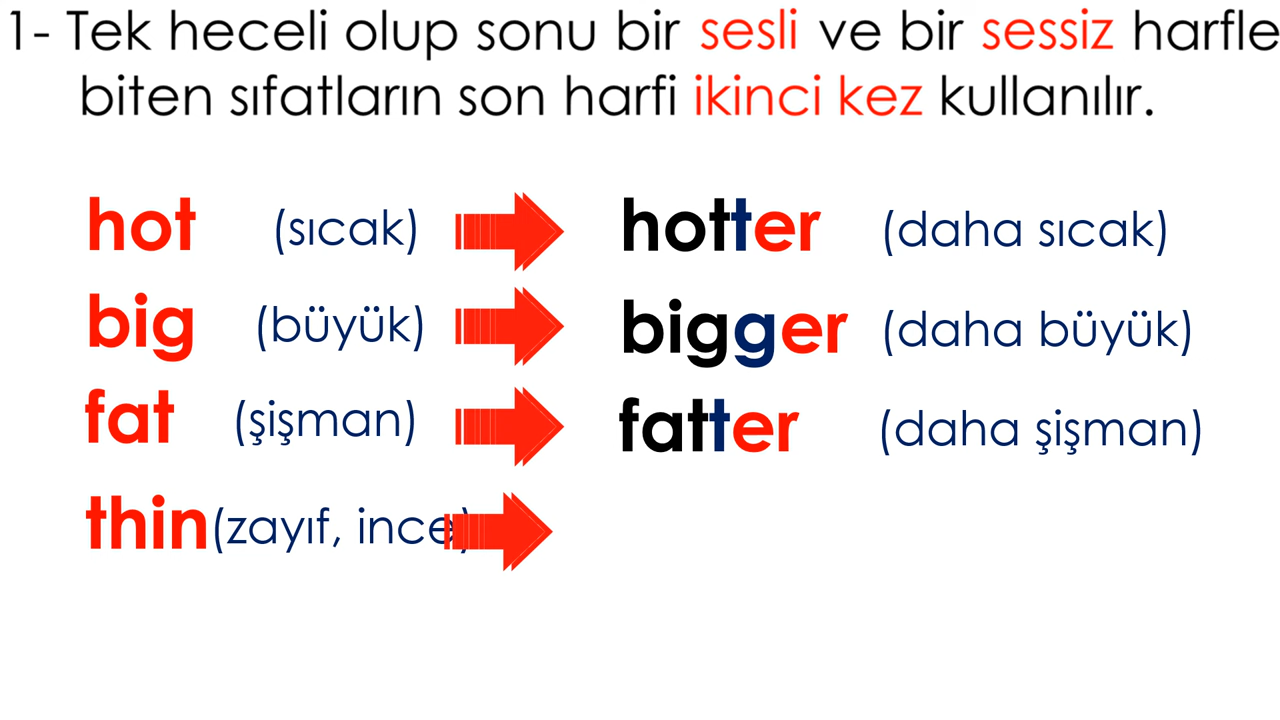 1- Tek heceli olup sonu bir sesli ve bir sessiz harfle
biten sıfatların son harfi ikinci kez kullanılır.
hot (sıcak) hotter (daha sıcak)
big (büyük) bigger (daha büyük)
fat (şişman) fatter (daha şişman)
thin (zayıf, ince)